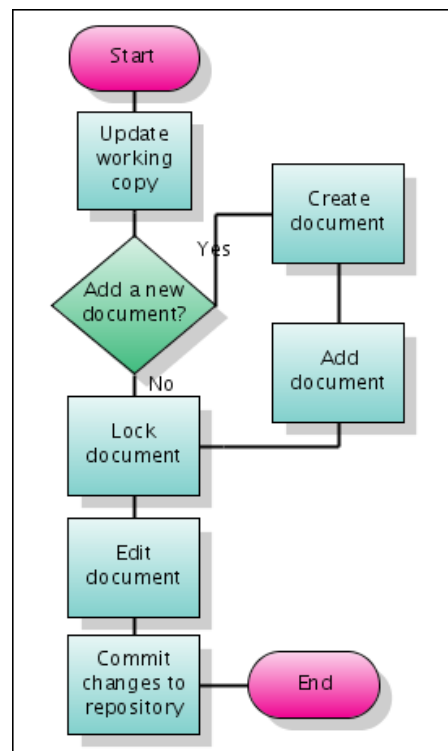 Start
Update
working
copy
Add a new
document?
Yes
Create
document
Add
document
No
Lock
document
Edit
document
Commit
changes to
repository
End